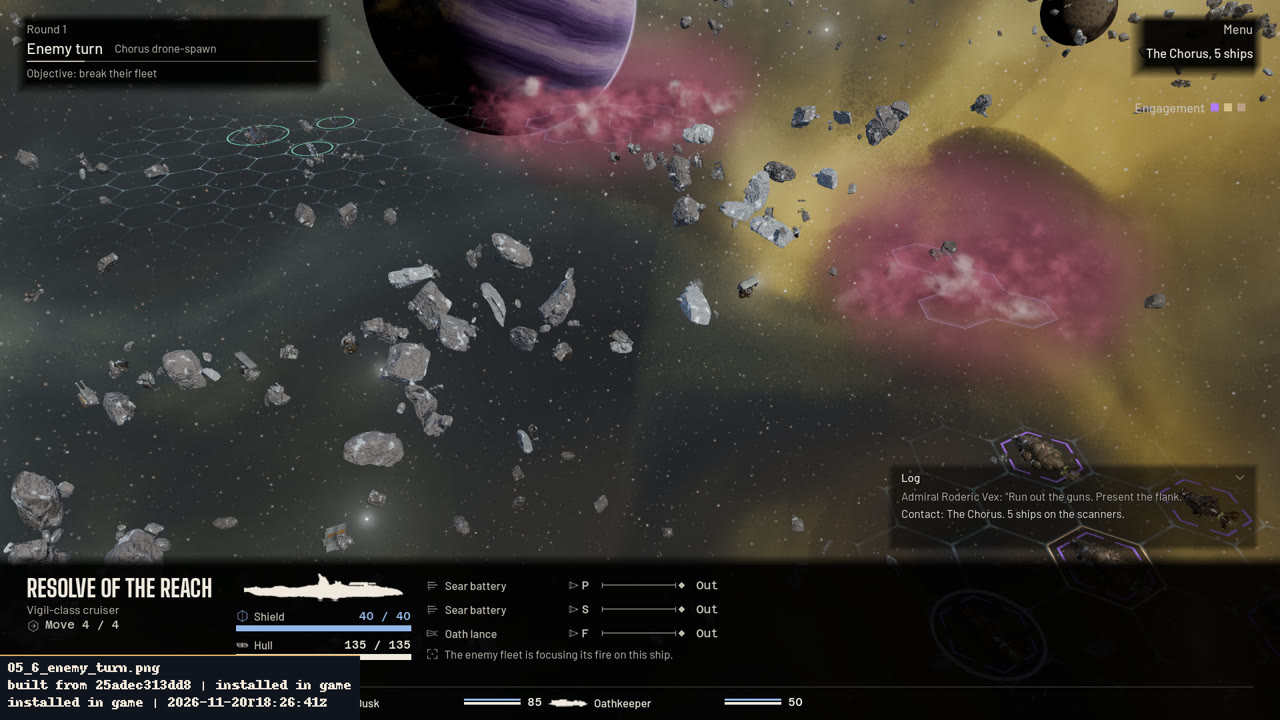 Round 1
Enemy turn Chorus drone-spawn
Objective: break their fleet
Menu
The Chorus, 5 ships
Engagement
Log
Admiral Roderic Vex: "Run out the guns. Present the flank.
Contact: The Chorus. 5 ships on the scanners.
RESOLVE OF THE REACH
Vigil-class cruiser
Move 4 / 4
Shield 40 / 40
Hull 135 / 135
Sear battery P Out
Sear battery S Out
Oath lance F Out
The enemy fleet is focusing its fire on this ship.
05_6_enemy_turn.png
built from 25adec313dd8 | installed in game
installed in game | 2026-11-20T18:26:41Z
85 Oathkeeper 50